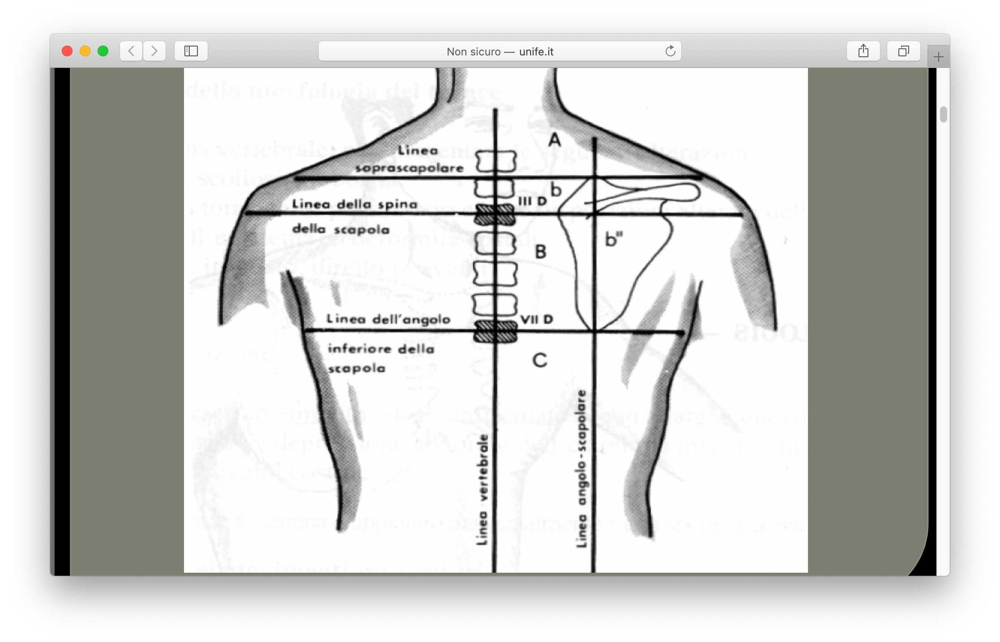 Non sicuro — unife.it
A
Linea
soprascapolare
b
III D
Linea della spina
della scapola
b"
B
Linea dell'angolo
VII D
inferiore della
scapola
C
Linea vertebrale
Linea angolo-scapolare